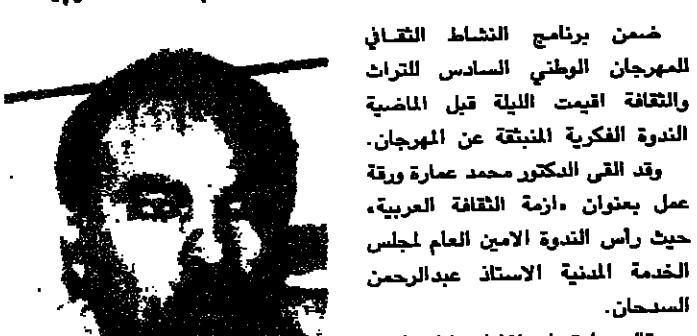 ضمن برنامج النشاط الثقافي
للمهرجان الوطني السادس للتراث
والثقافة اقيمت الليلة قبل الماضية
الندوة الفكرية المنبثقة عن المهرجان.
وقد القى الدكتور محمد عمارة ورقة
عمل بعنوان «ازمة الثقافة العربية»
حيث رأس الندوة الامين العام لمجلس
الخدمة المدنية الاستاذ عبدالرحمن
السدحان.